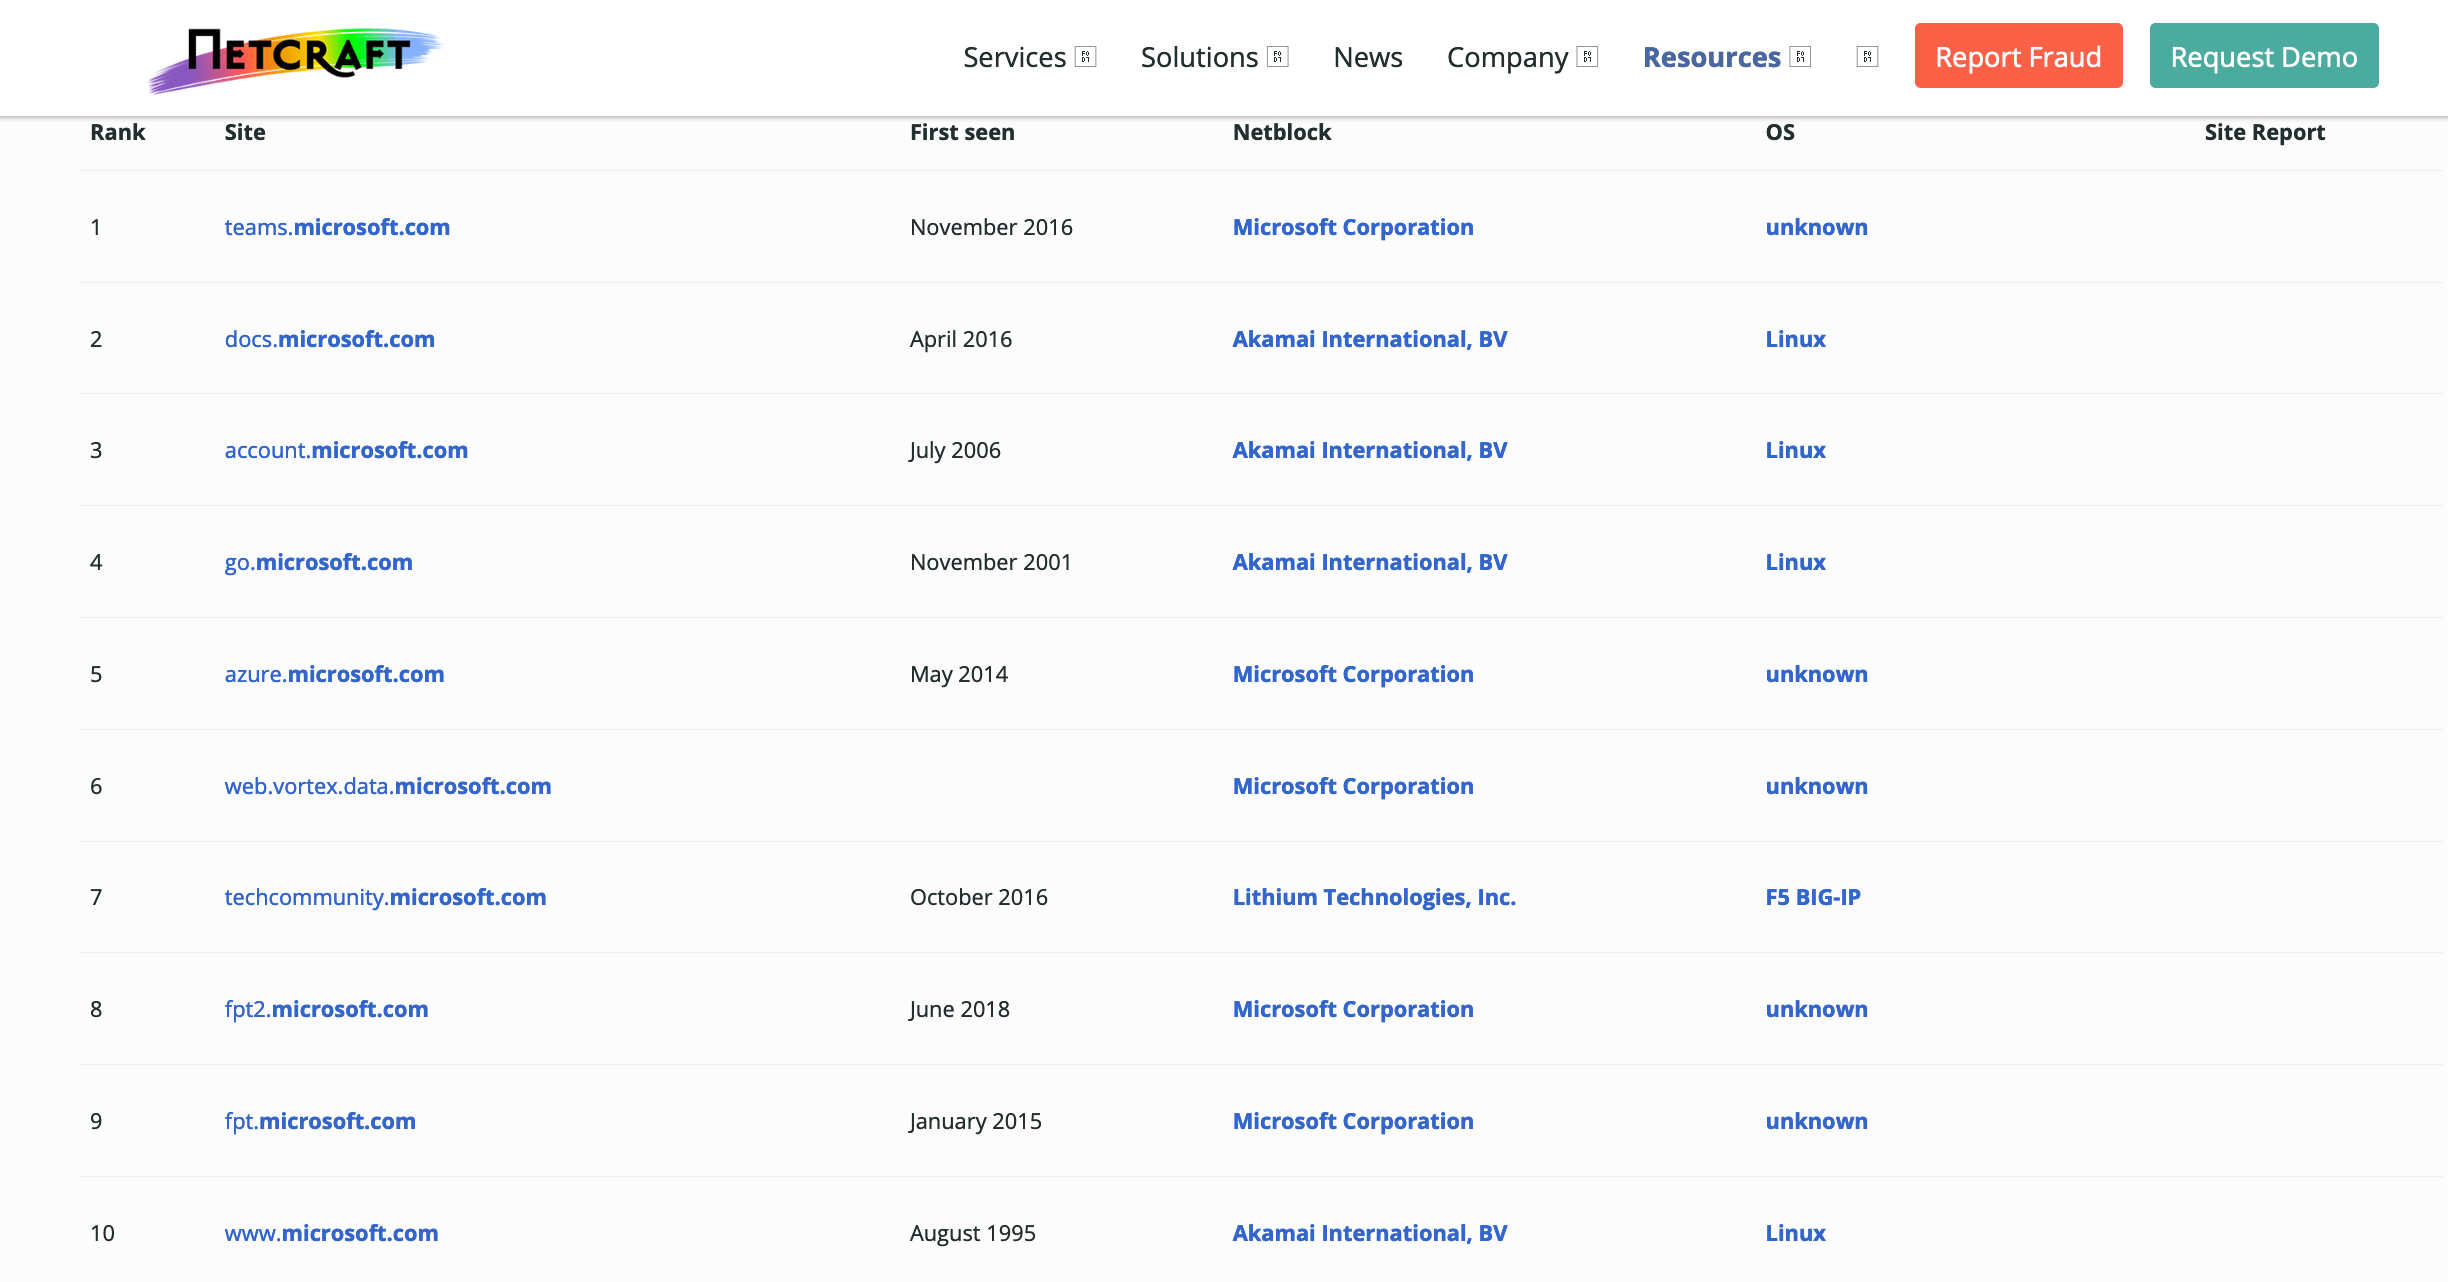 NETCRAFT
Services Solutions News Company Resources Report Fraud Request Demo
Rank Site First seen Netblock OS Site Report
1 teams.microsoft.com November 2016 Microsoft Corporation unknown
2 docs.microsoft.com April 2016 Akamai International, BV Linux
3 account.microsoft.com July 2006 Akamai International, BV Linux
4 go.microsoft.com November 2001 Akamai International, BV Linux
5 azure.microsoft.com May 2014 Microsoft Corporation unknown
6 web.vortex.data.microsoft.com Microsoft Corporation unknown
7 techcommunity.microsoft.com October 2016 Lithium Technologies, Inc. F5 BIG-IP
8 fpt2.microsoft.com June 2018 Microsoft Corporation unknown
9 fpt.microsoft.com January 2015 Microsoft Corporation unknown
10 www.microsoft.com August 1995 Akamai International, BV Linux